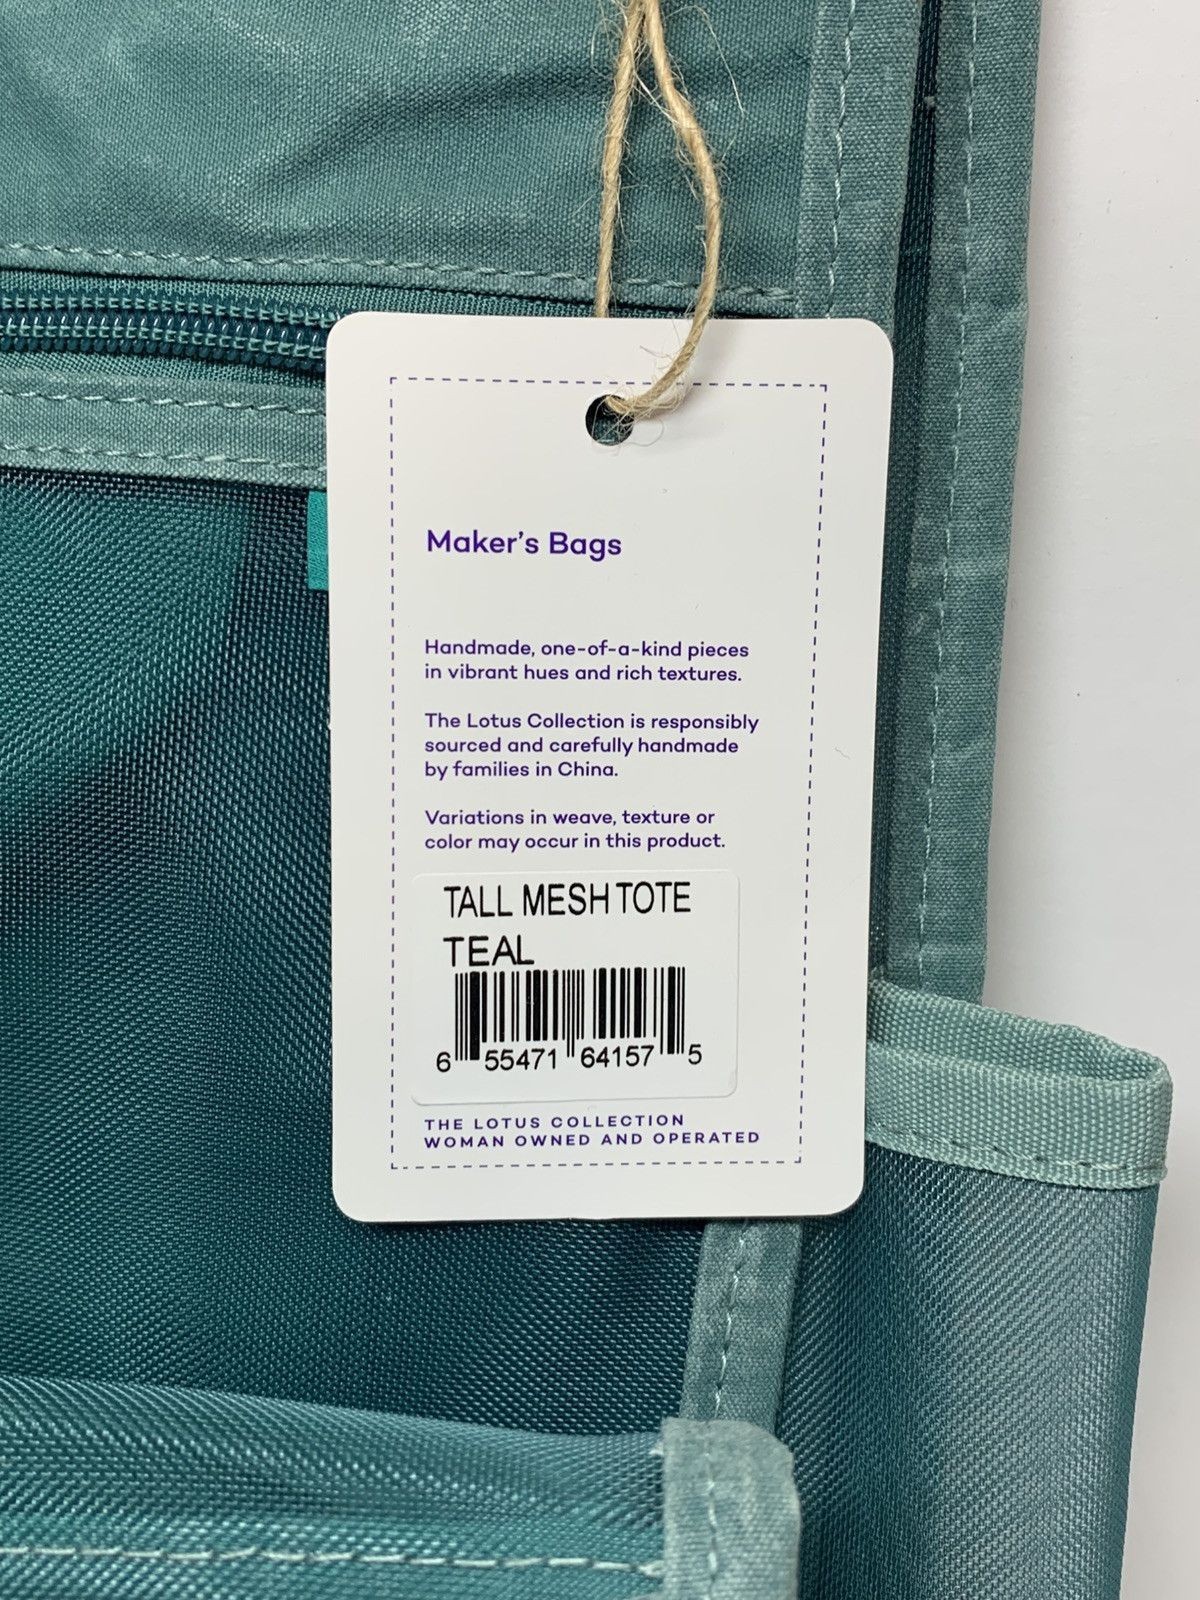 Maker's Bags
Handmade, one-of-a-kind pieces
in vibrant hues and rich textures.
The Lotus Collection is responsibly
sourced and carefully handmade
by families in China.
Variations in weave, texture or
color may occur in this product.
TALL MESH TOTE
TEAL
6 55471 64157 5
THE LOTUS COLLECTION
WOMAN OWNED AND OPERATED